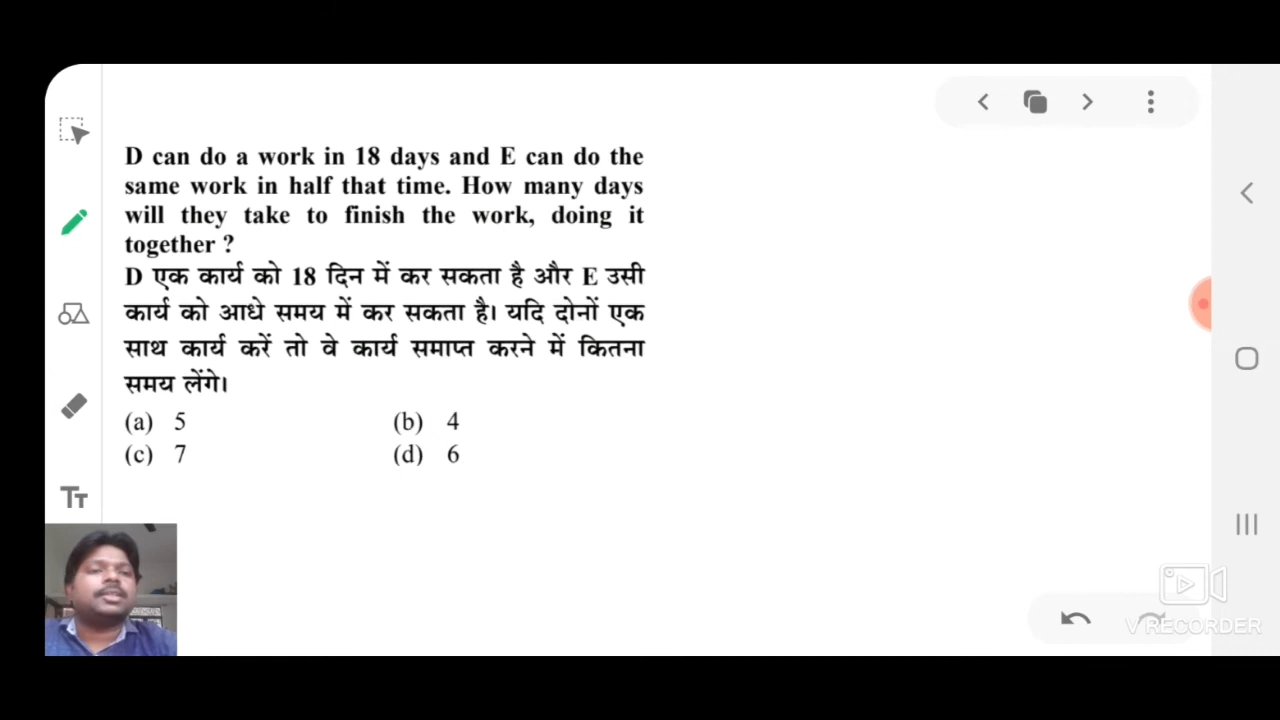 D can do a work in 18 days and E can do the
same work in half that time. How many days
will they take to finish the work, doing it
together ?
D एक कार्य को 18 दिन में कर सकता है और E उसी
कार्य को आधे समय में कर सकता है। यदि दोनों एक
साथ कार्य करें तो वे कार्य समाप्त करने में कितना
समय लेंगे।
(a) 5 (b) 4
(c) 7 (d) 6
TT
V RECORDER